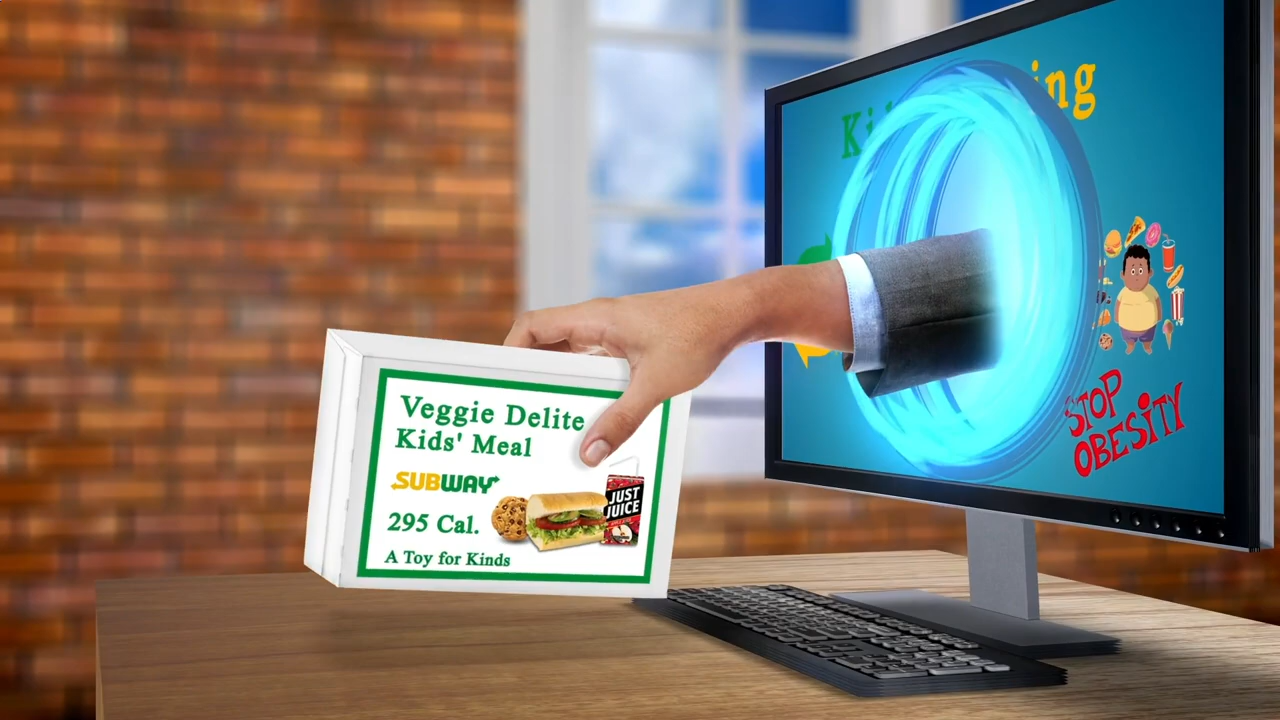 Veggie Delite
Kids' Meal
SUBWAY
295 Cal.
A Toy for Kinds
JUST
JUICE
STOP
OBESITY